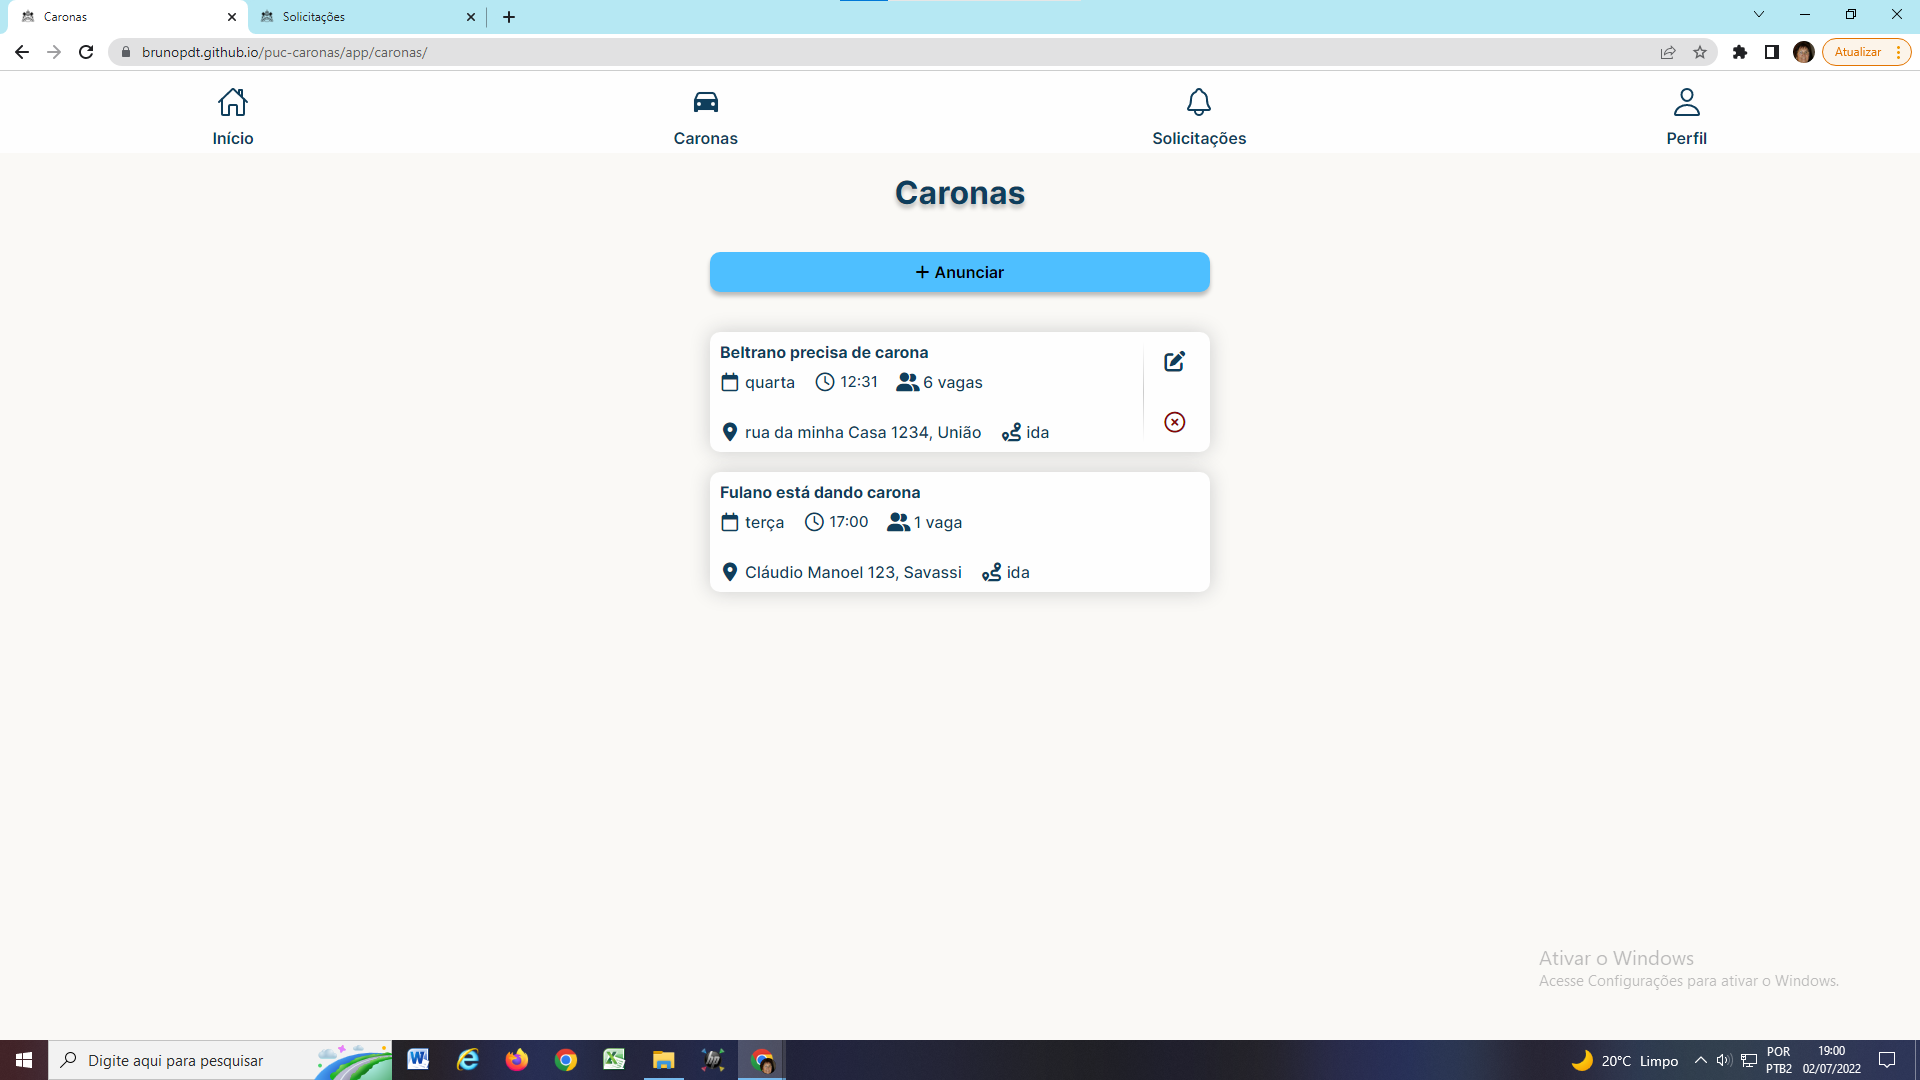 Caronas
Solicitações
brunopdt.github.io/puc-caronas/app/caronas/
Atualizar
Início
Caronas
Solicitações
Perfil
Caronas
+ Anunciar
Beltrano precisa de carona
quarta 12:31 6 vagas
rua da minha Casa 1234, União ida
Fulano está dando carona
terça 17:00 1 vaga
Cláudio Manoel 123, Savassi ida
Ativar o Windows
Acesse Configurações para ativar o Windows.
Digite aqui para pesquisar
20°C Limpo
POR
PTB2
19:00
02/07/2022